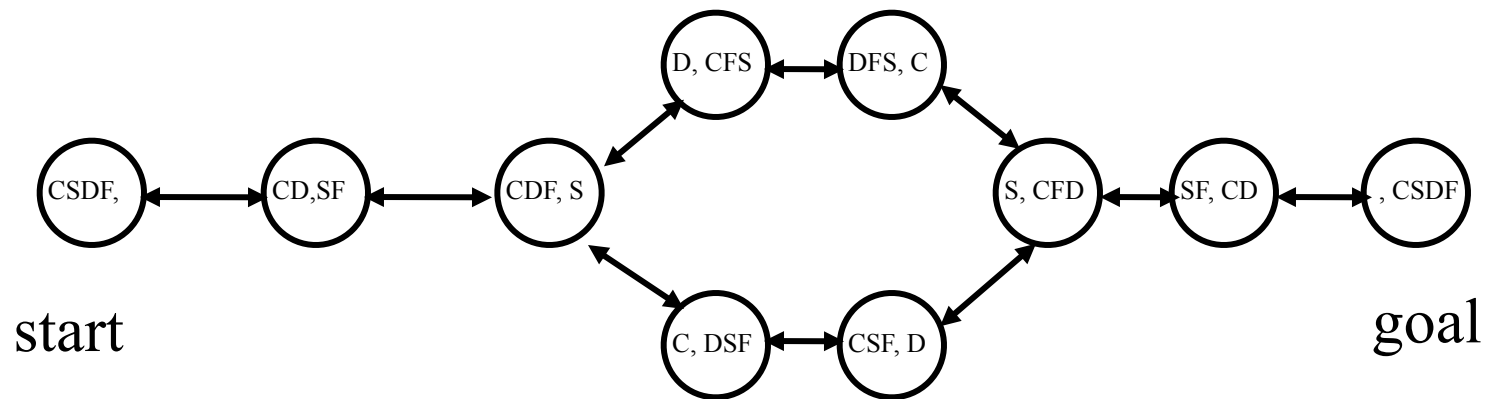 D, CFS
DFS, C
CSDF,
CD,SF
CDF, S
S, CFD
SF, CD
, CSDF
start
goal
C, DSF
CSF, D